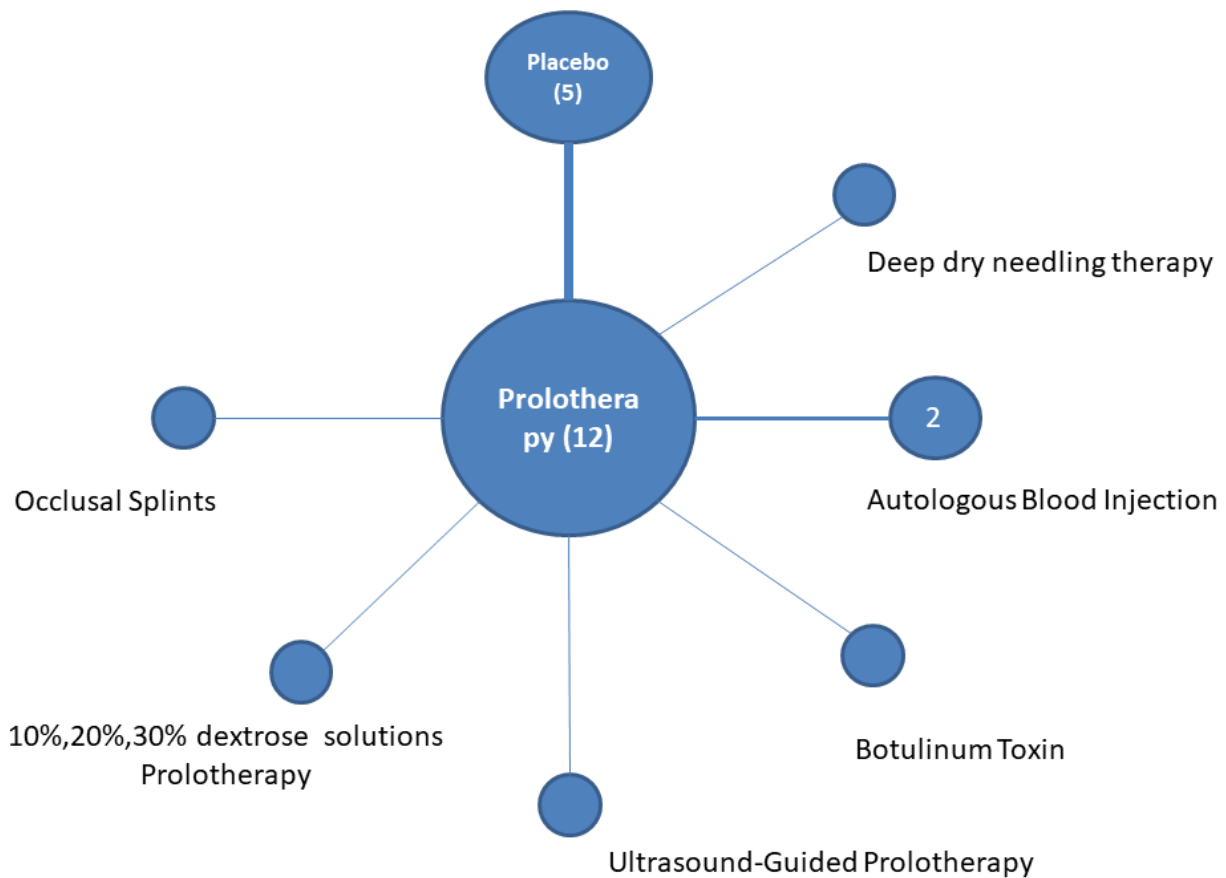 Placebo
(5)
Deep dry needling therapy
Prolothera
py (12)
2
Autologous Blood Injection
Occlusal Splints
10%,20%,30% dextrose solutions
Prolotherapy
Botulinum Toxin
Ultrasound-Guided Prolotherapy